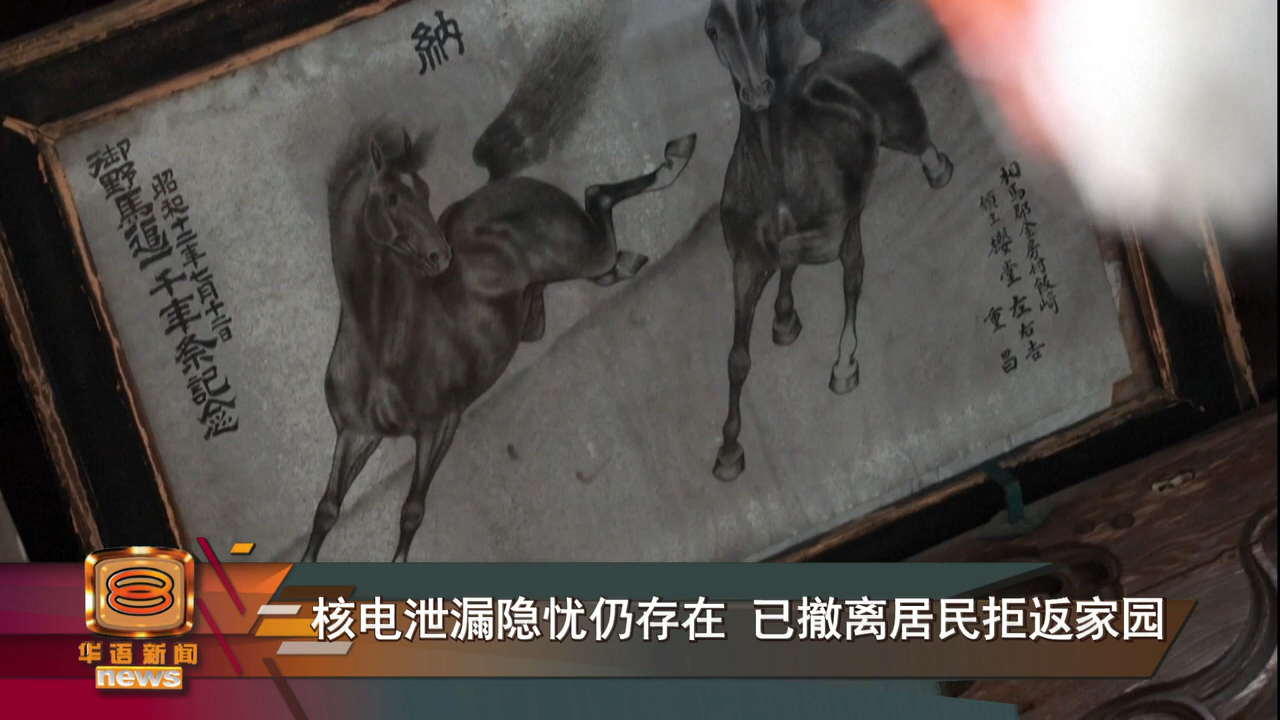 納
御野馬追一千年祭記念
昭和十二年七月十二日
相馬郡金房村飯崎
願主 櫻堂 左右吉
重昌
核电泄漏隐忧仍存在 已撤离居民拒返家园
8
华语新闻
news